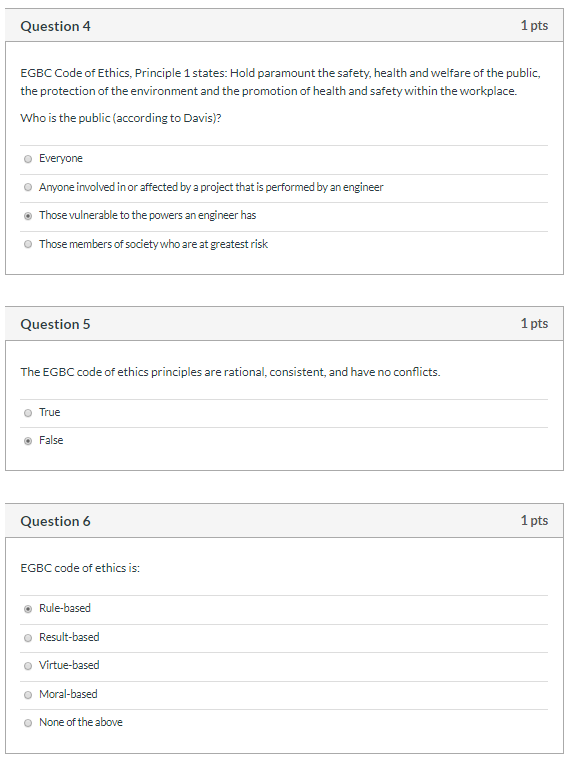 Question 4 1 pts
EGBC Code of Ethics, Principle 1 states: Hold paramount the safety, health and welfare of the public,
the protection of the environment and the promotion of health and safety within the workplace.
Who is the public (according to Davis)?
Everyone
Anyone involved in or affected by a project that is performed by an engineer
Those vulnerable to the powers an engineer has
Those members of society who are at greatest risk
Question 5 1 pts
The EGBC code of ethics principles are rational, consistent, and have no conflicts.
True
False
Question 6 1 pts
EGBC code of ethics is:
Rule-based
Result-based
Virtue-based
Moral-based
None of the above